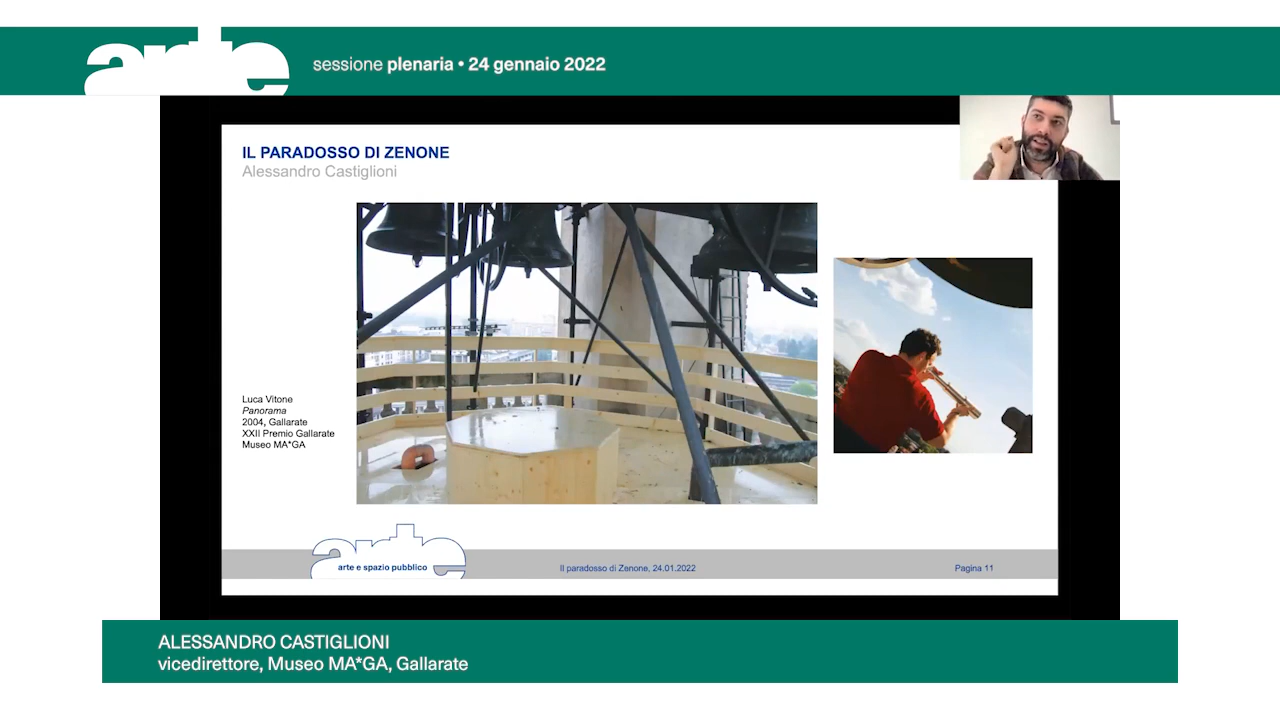 arte
sessione plenaria • 24 gennaio 2022
IL PARADOSSO DI ZENONE
Alessandro Castiglioni
Luca Vitone
Panorama
2004, Gallarate
XXII Premio Gallarate
Museo MA*GA
arte
arte e spazio pubblico
Il paradosso di Zenone, 24.01.2022
Pagina 11
ALESSANDRO CASTIGLIONI
vicedirettore, Museo MA*GA, Gallarate